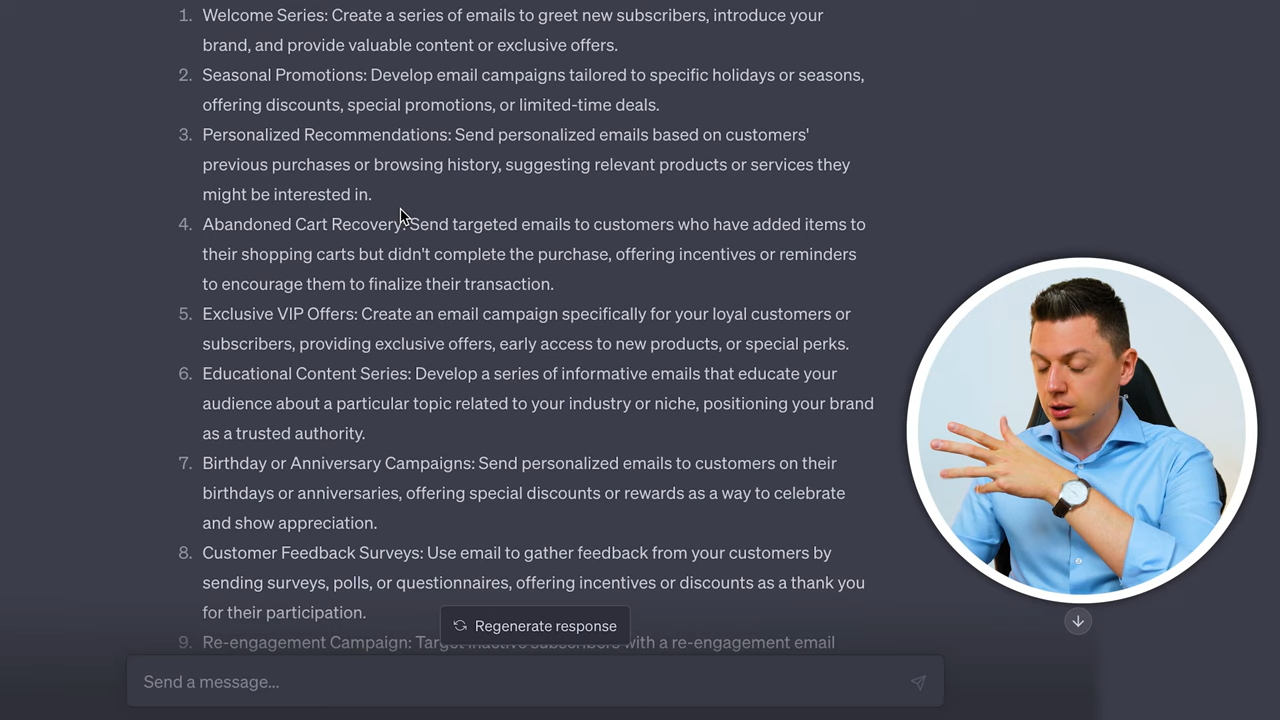 1. Welcome Series: Create a series of emails to greet new subscribers, introduce your
brand, and provide valuable content or exclusive offers.
2. Seasonal Promotions: Develop email campaigns tailored to specific holidays or seasons,
offering discounts, special promotions, or limited-time deals.
3. Personalized Recommendations: Send personalized emails based on customers'
previous purchases or browsing history, suggesting relevant products or services they
might be interested in.
4. Abandoned Cart Recovery: Send targeted emails to customers who have added items to
their shopping carts but didn't complete the purchase, offering incentives or reminders
to encourage them to finalize their transaction.
5. Exclusive VIP Offers: Create an email campaign specifically for your loyal customers or
subscribers, providing exclusive offers, early access to new products, or special perks.
6. Educational Content Series: Develop a series of informative emails that educate your
audience about a particular topic related to your industry or niche, positioning your brand
as a trusted authority.
7. Birthday or Anniversary Campaigns: Send personalized emails to customers on their
birthdays or anniversaries, offering special discounts or rewards as a way to celebrate
and show appreciation.
8. Customer Feedback Surveys: Use email to gather feedback from your customers by
sending surveys, polls, or questionnaires, offering incentives or discounts as a thank you
for their participation.
Regenerate response
9. Re-engagement Campaign: Target inactive subscribers with a re-engagement email
Send a message...